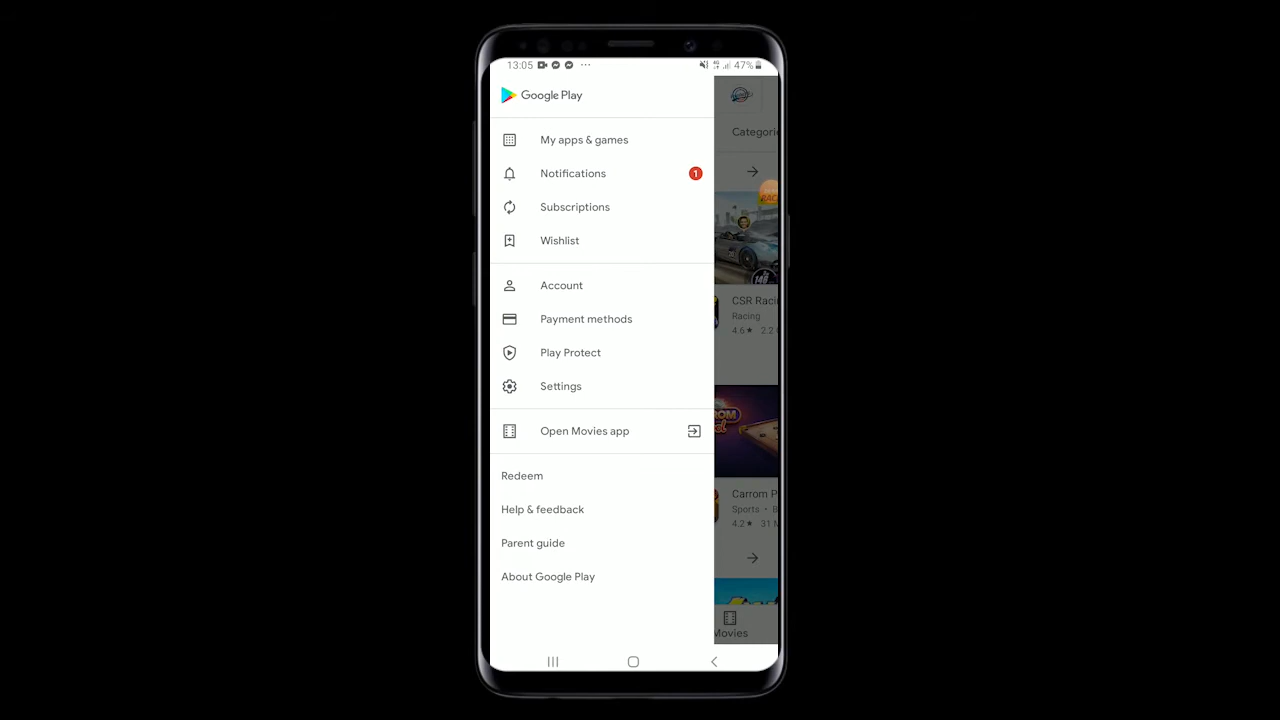 13:05 ··· 47%
Google Play
My apps & games
Notifications 1
Subscriptions
Wishlist
Account
Payment methods
Play Protect
Settings
Open Movies app
Redeem
Help & feedback
Parent guide
About Google Play
Categori
CSR Raci
Racing
4.6★ 2.2
Carrom P
Sports • B
4.2★ 31 M
Movies